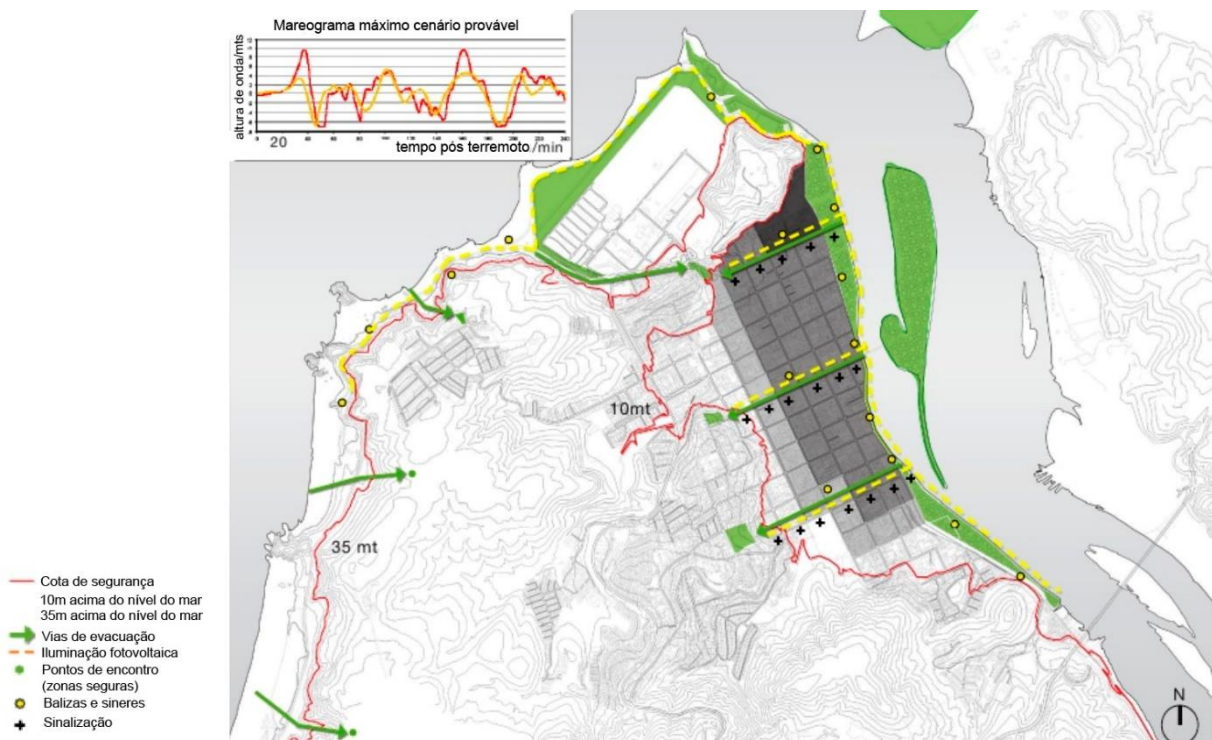 Mareograma máximo cenário provável
altura de onda/mts
20
tempo pós terremoto/min
10mt
35 mt
N
Cota de segurança
10m acima do nível do mar
35m acima do nível do mar
Vias de evacuação
Iluminação fotovoltaica
Pontos de encontro
(zonas seguras)
Balizas e sineres
Sinalização